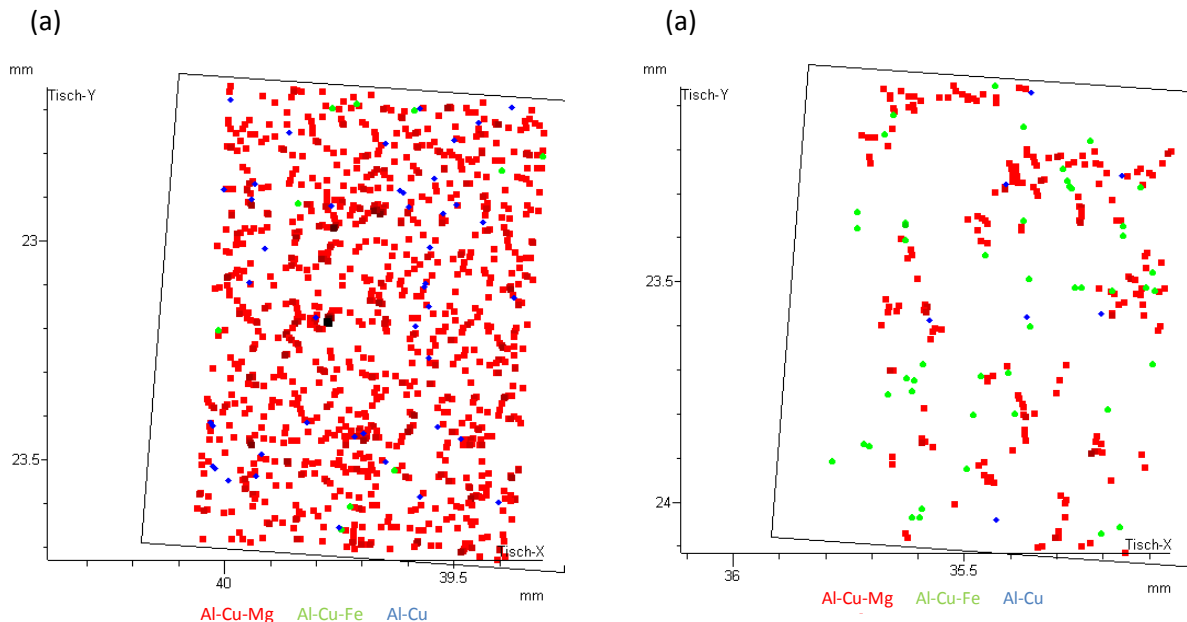 (a)
mm
Tisch-Y
23
23.5
40
39.5
Tisch-X
mm
Al-Cu-Mg Al-Cu-Fe Al-Cu
(a)
mm
Tisch-Y
23.5
24
36
35.5
Tisch-X
mm
Al-Cu-Mg Al-Cu-Fe Al-Cu